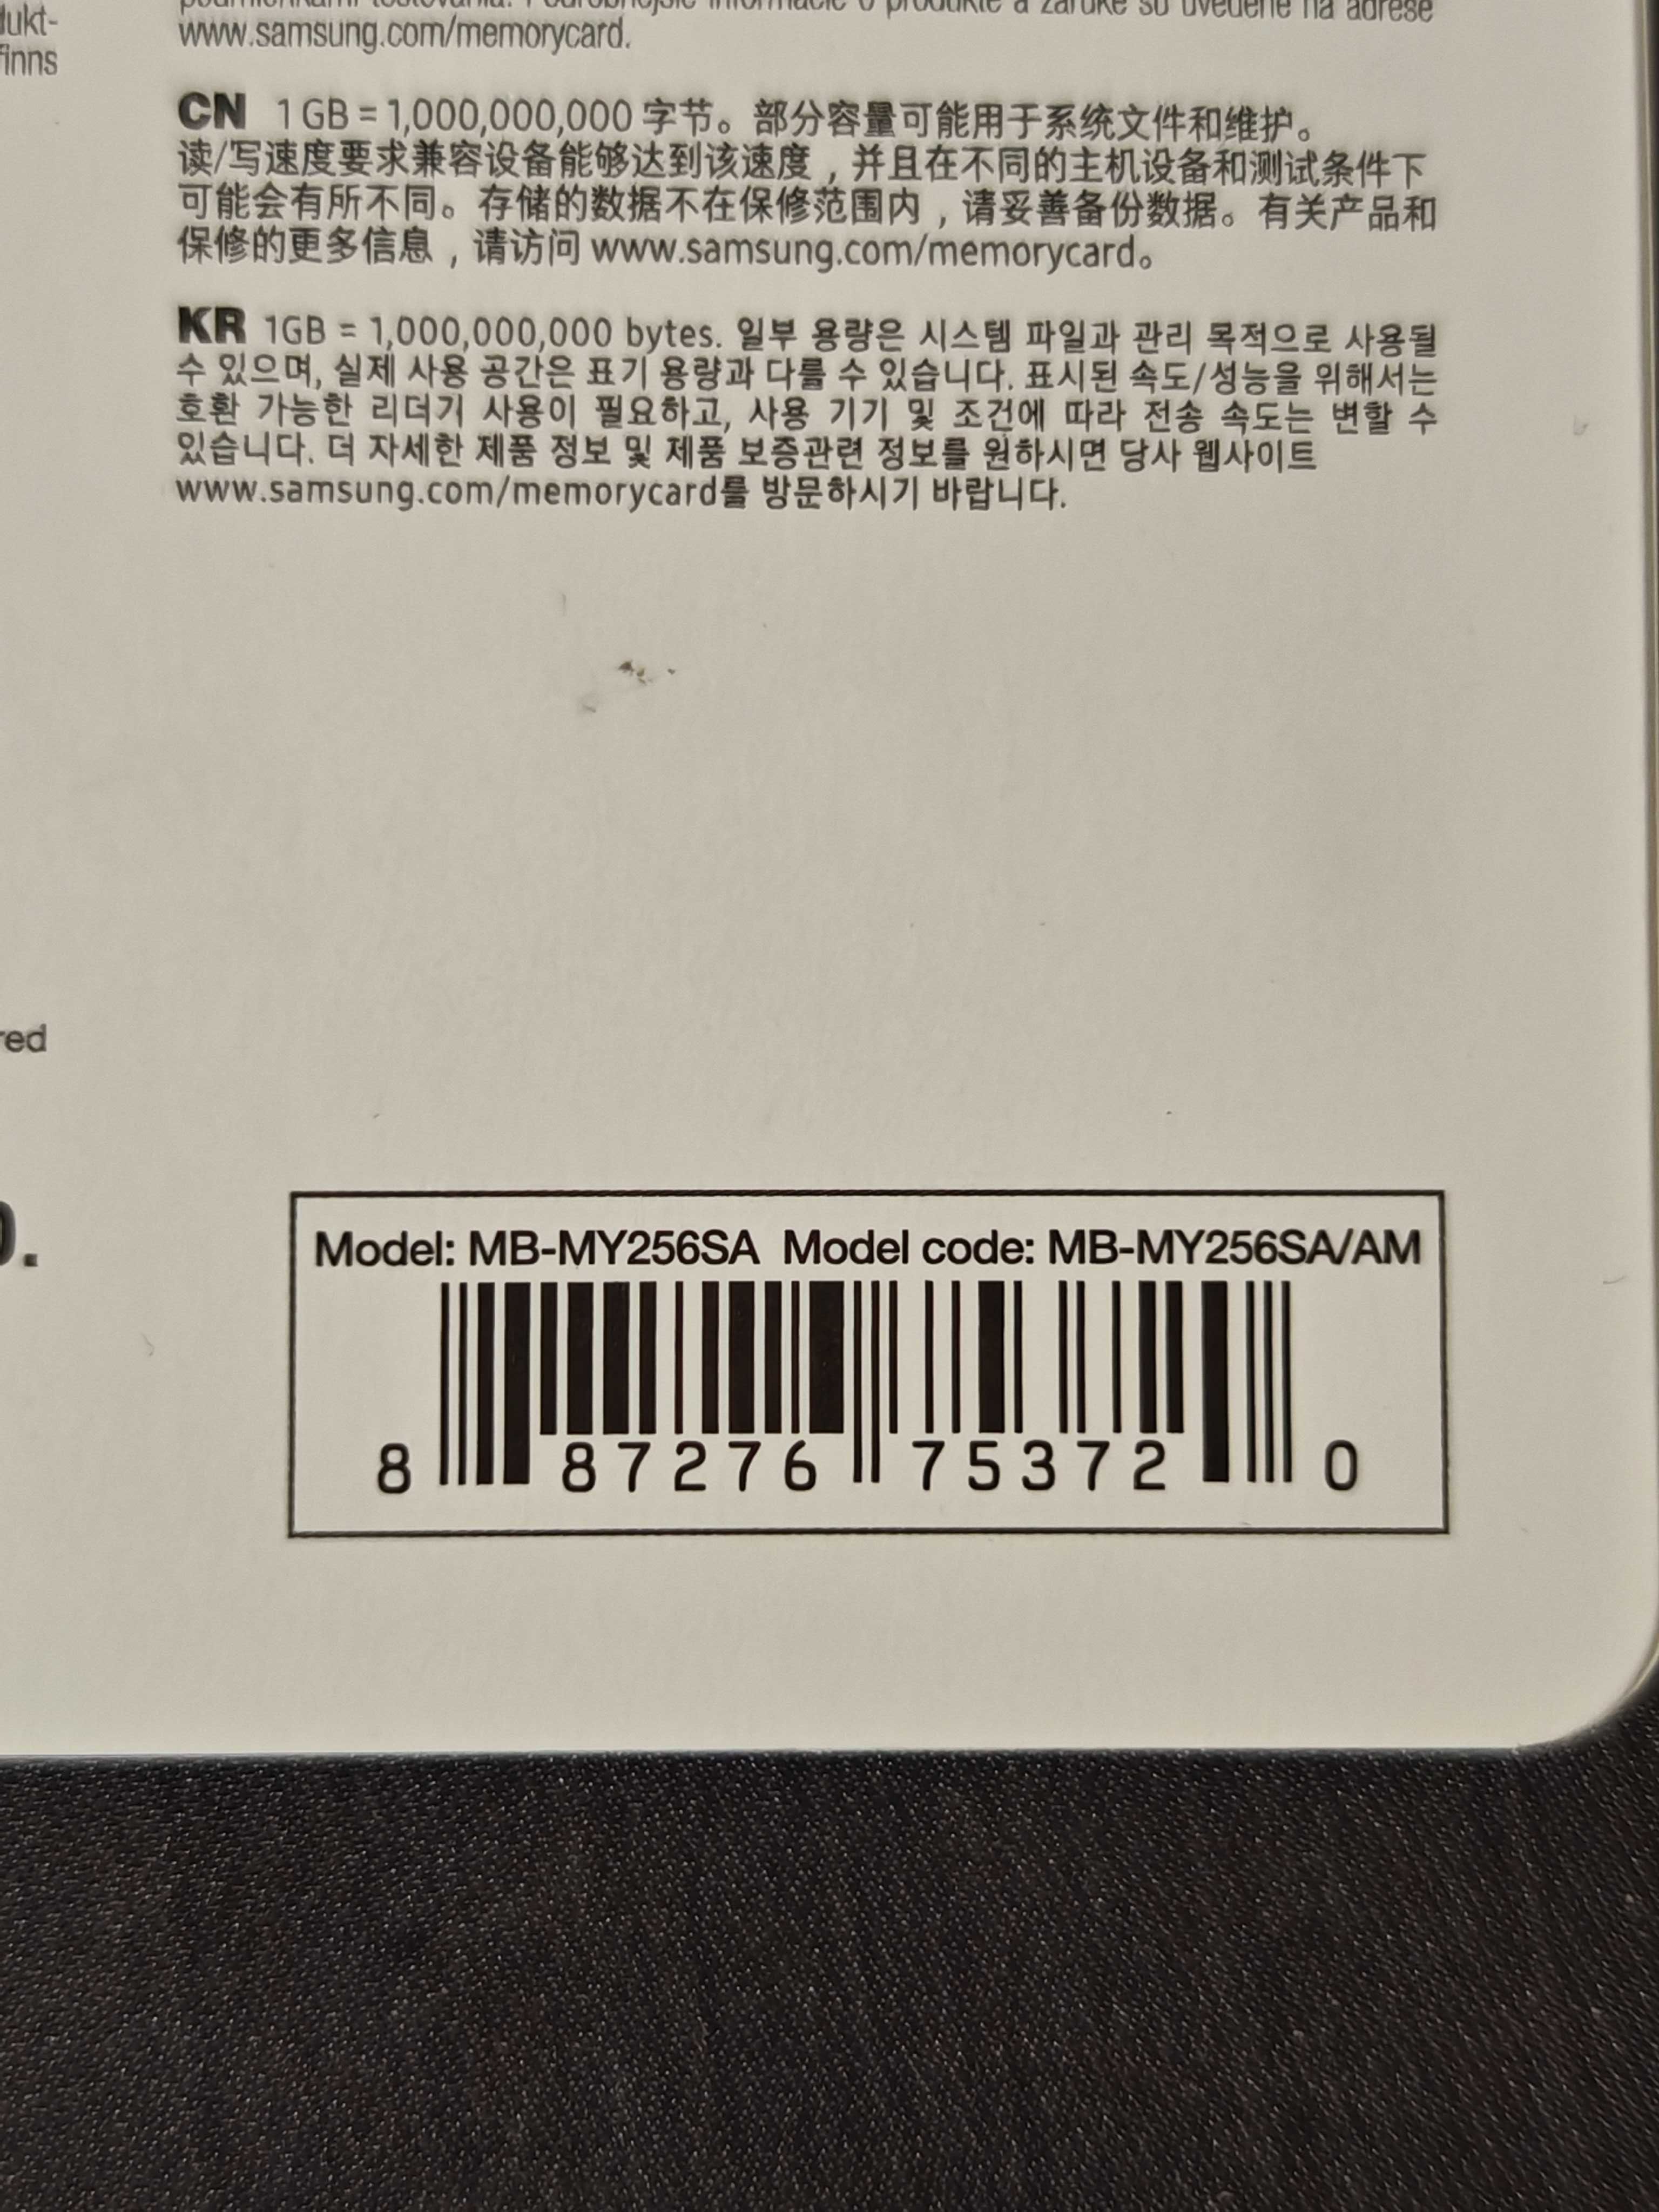 dukt-
finns
podmienkami testovania. Podrobnejšie informácie o produkte a záruke sú uvedené na adrese
www.samsung.com/memorycard.
CN 1 GB = 1,000,000,000 字节。部分容量可能用于系统文件和维护。
读/写速度要求兼容设备能够达到该速度，并且在不同的主机设备和测试条件下
可能会有所不同。存储的数据不在保修范围内，请妥善备份数据。有关产品和
保修的更多信息，请访问 www.samsung.com/memorycard。
KR 1GB = 1,000,000,000 bytes. 일부 용량은 시스템 파일과 관리 목적으로 사용될
수 있으며, 실제 사용 공간은 표기 용량과 다를 수 있습니다. 표시된 속도/성능을 위해서는
호환 가능한 리더기 사용이 필요하고, 사용 기기 및 조건에 따라 전송 속도는 변할 수
있습니다. 더 자세한 제품 정보 및 제품 보증관련 정보를 원하시면 당사 웹사이트
www.samsung.com/memorycard를 방문하시기 바랍니다.
red
Model: MB-MY256SA Model code: MB-MY256SA/AM
8 87276 75372 0